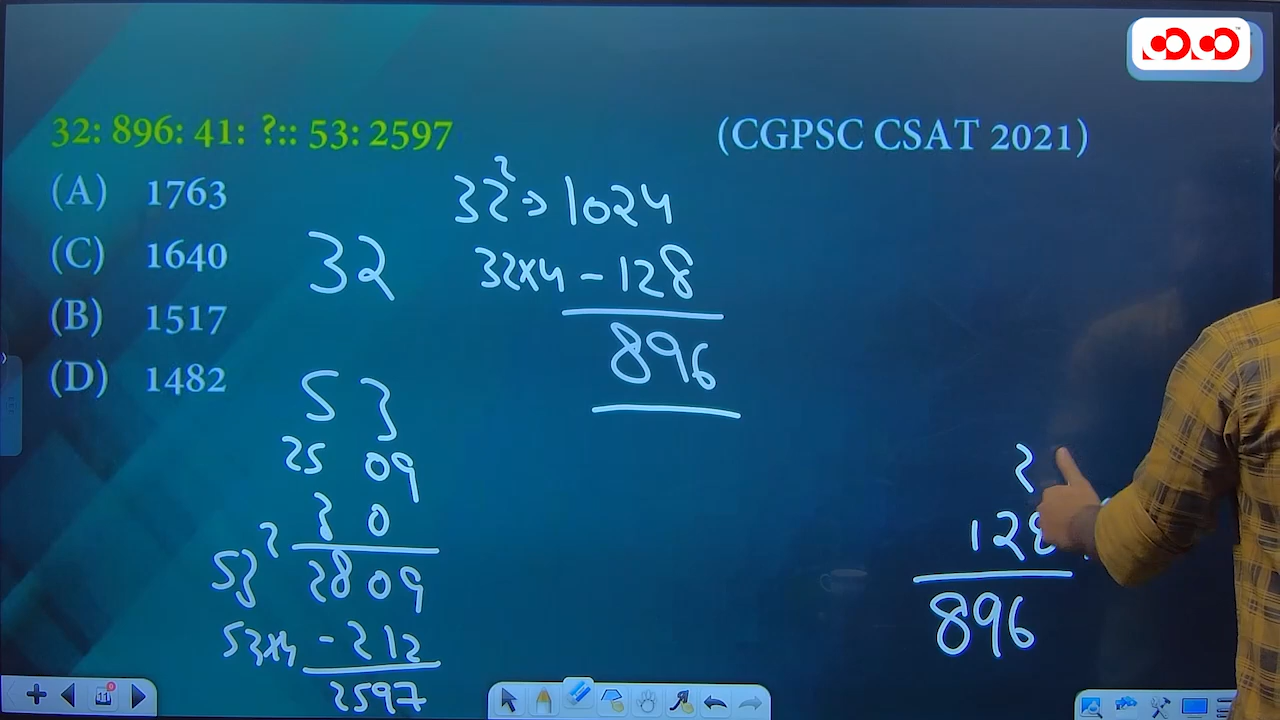 32: 896: 41: ?:: 53: 2597
(CGPSC CSAT 2021)
(A) 1763
(C) 1640
(B) 1517
(D) 1482
32² ⇒ 1024
32×4 – 128
896
32
53
25 09
3 0
53² 2809
53×4 – 212
2597
2
128
896
11